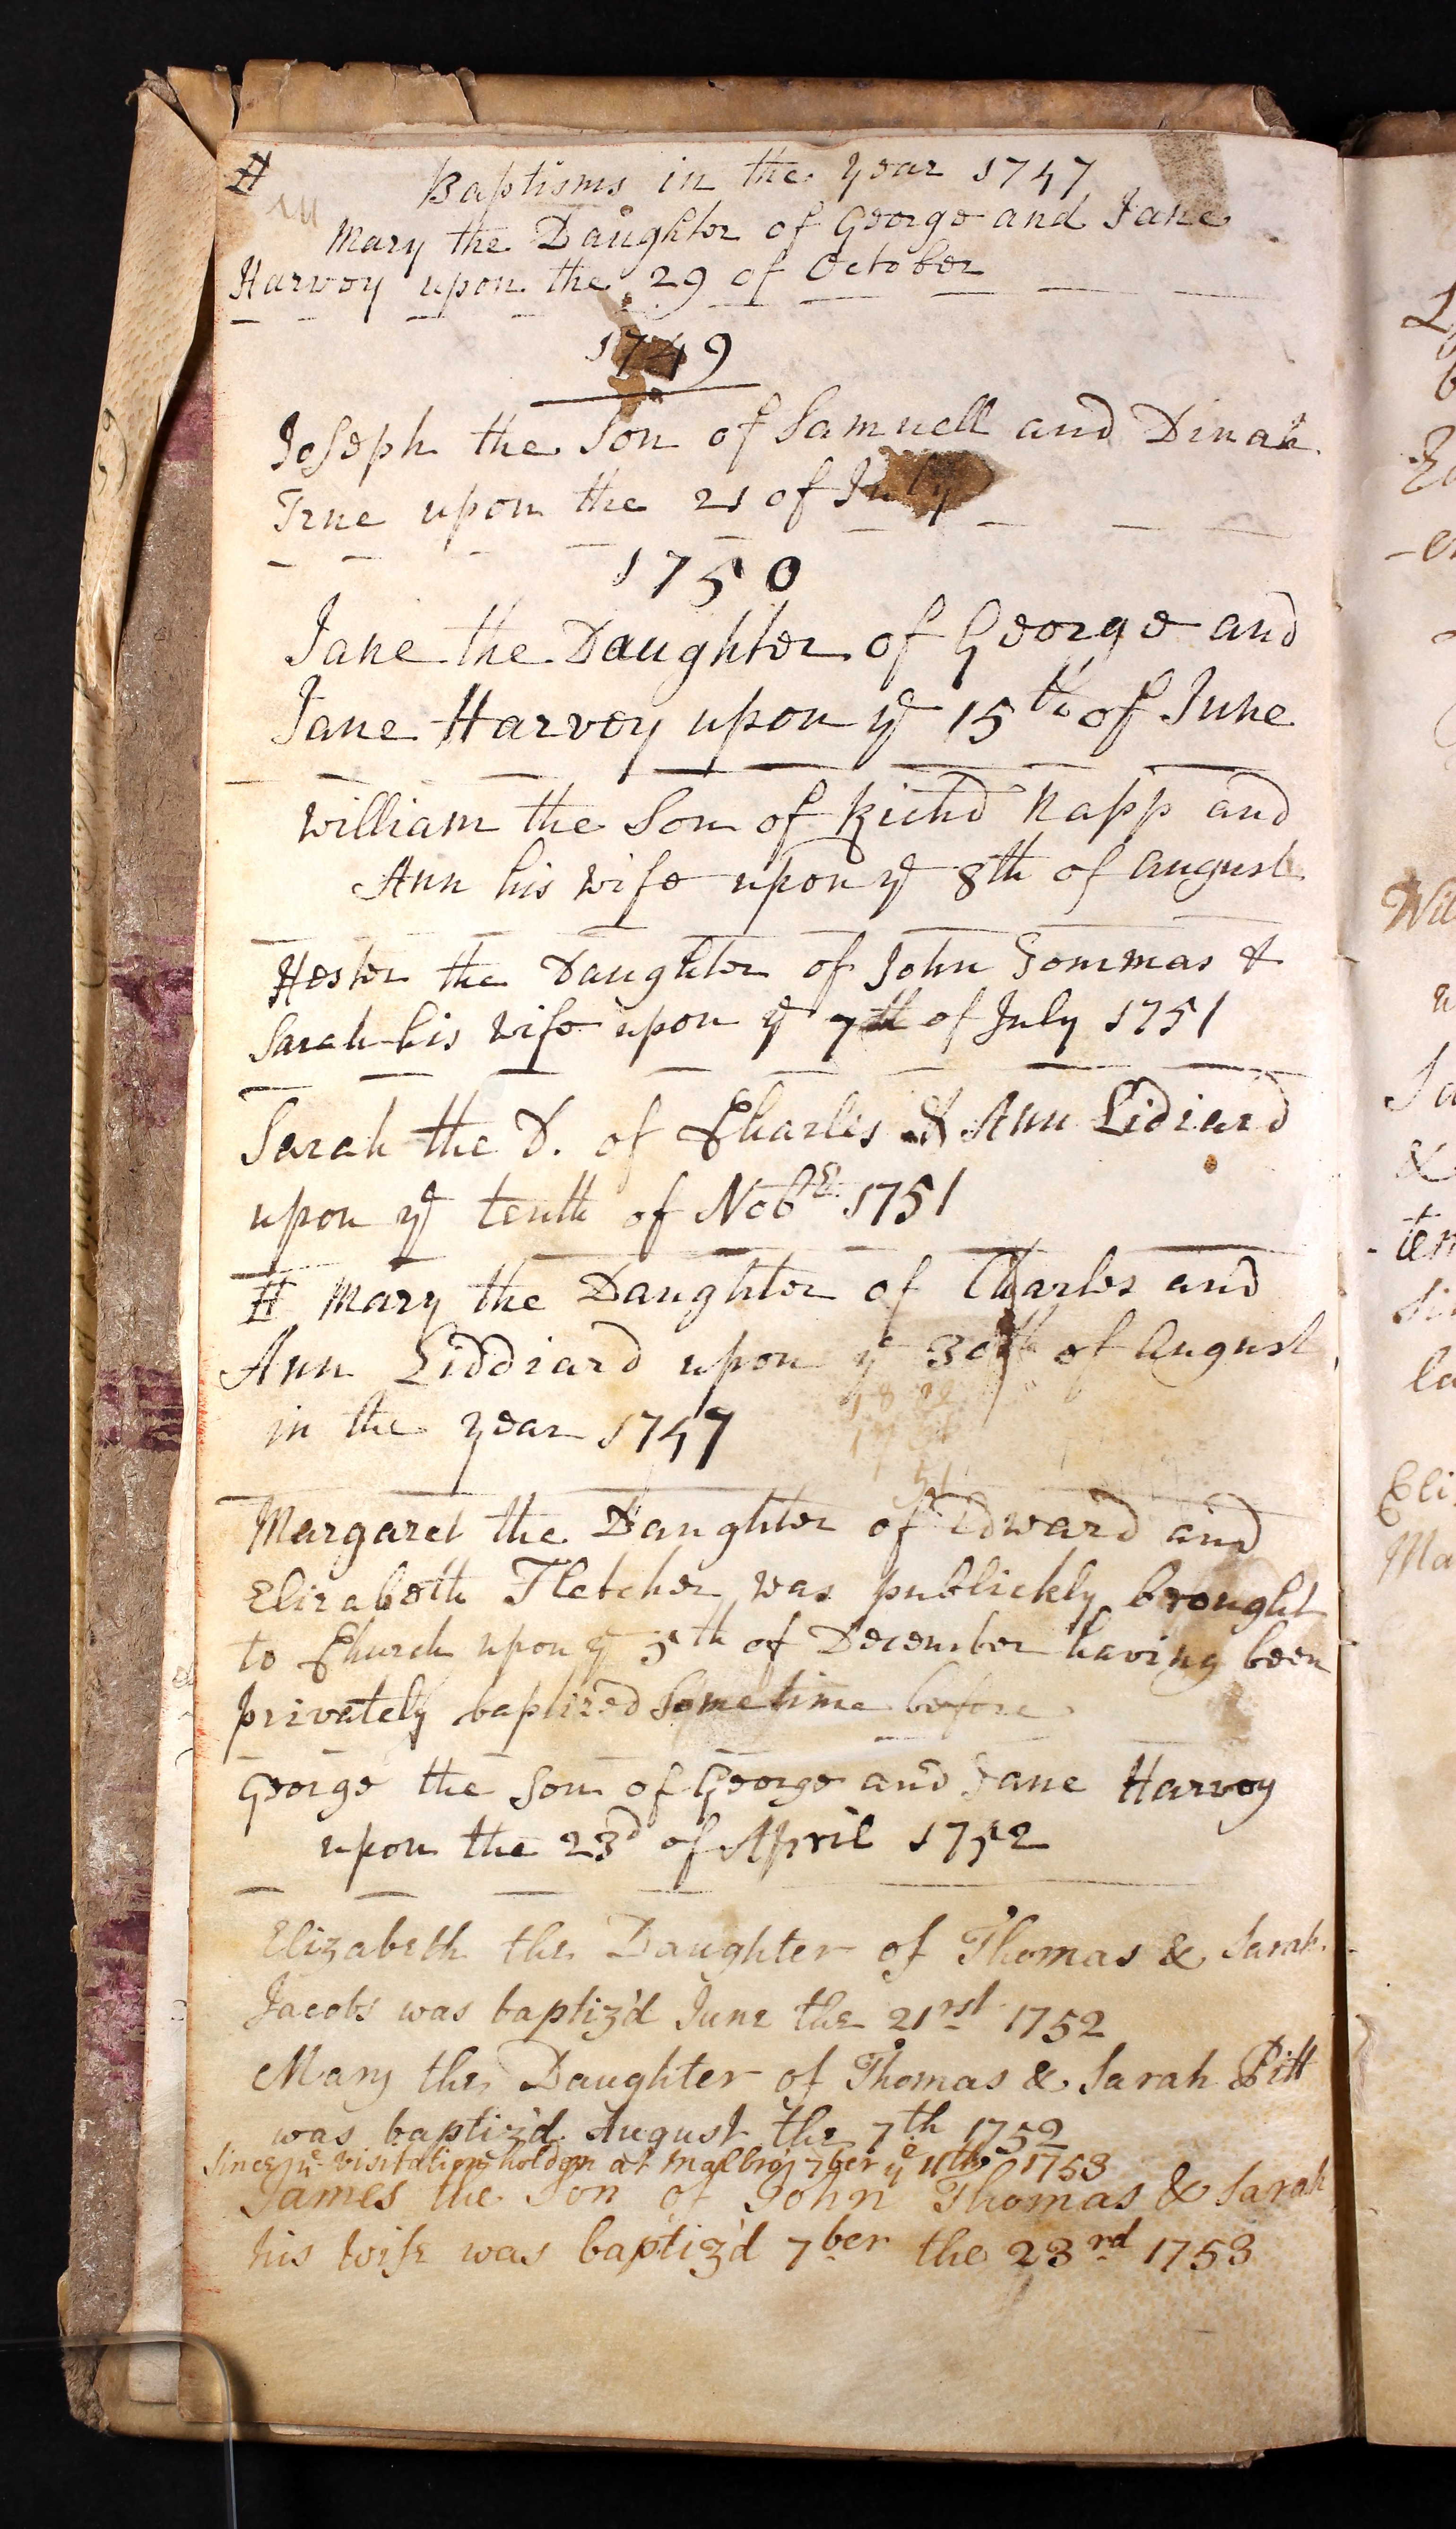 # Baptisms in the year 1747
Mary the Daughter of George and Jane
Harvey upon the 29 of October
1749
Joseph the Son of Samuell and Dinah
True upon the 21 of July
1750
Jane the Daughter of George and
Jane Harvey upon ye 15th of June
William the Son of Richd Napp and
Ann his wife upon ye 8th of August
Hester the Daughter of John Tommas &
Sarah his wife upon ye 7th of July 1751
Sarah the D. of Charles & Ann Lidiard
upon ye tenth of Nobr 1751
# Mary the Daughter of Charles and
Ann Liddiard upon ye 30th of August
in the year 1747
51
Margaret the Daughter of Edward and
Elizabeth Fletcher was publickly brought
to Church upon ye 5th of December having been
privately baptized sometime before
George the Son of George and Jane Harvey
upon the 23d of April 1752
Elizabeth the Daughter of Thomas & Sarah
Jacobs was baptiz'd June the 21rst 1752
Mary the Daughter of Thomas & Sarah Pitt
was baptiz'd August the 7th 1752
Since ye visitation holden at Malbro' 7ber ye 11th 1753
James the Son of John Thomas & Sarah
his wife was baptiz'd 7ber the 23rd 1753